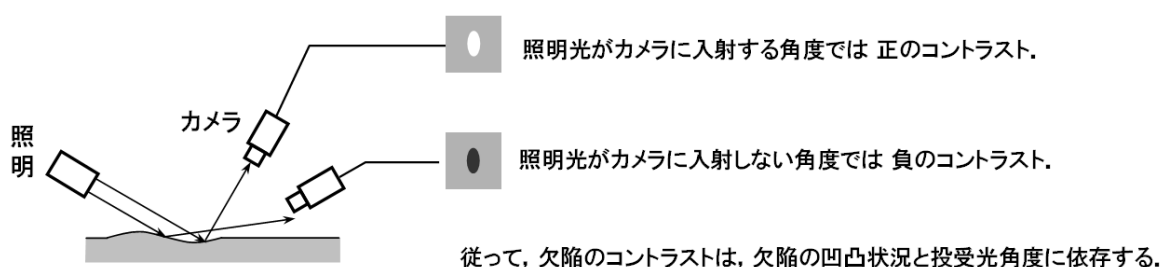 照明光がカメラに入射する角度では 正のコントラスト.
カメラ
照
明
照明光がカメラに入射しない角度では 負のコントラスト.
従って, 欠陥のコントラストは, 欠陥の凹凸状況と投受光角度に依存する.